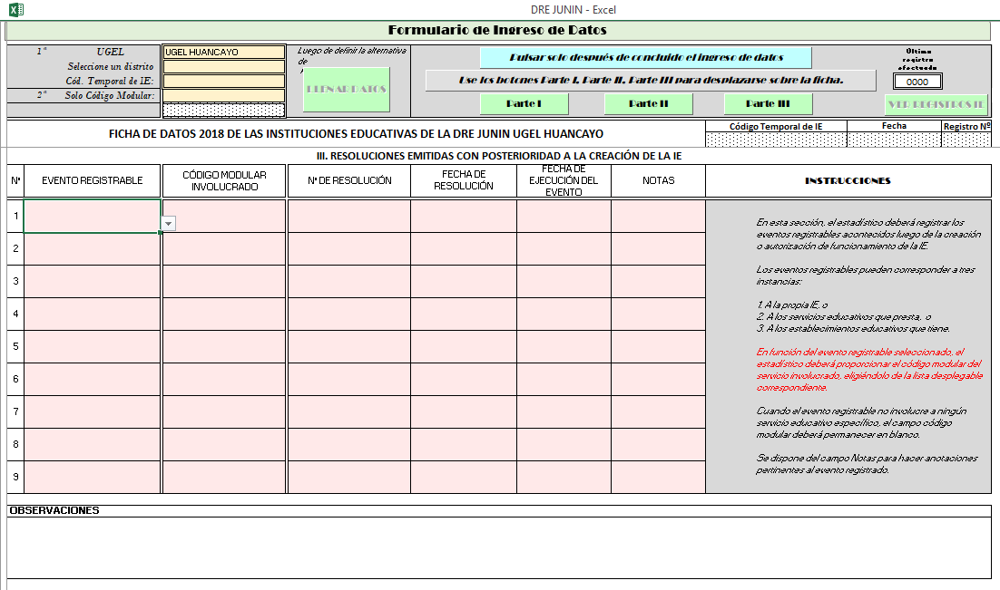 DRE JUNIN - Excel
Formulario de Ingreso de Datos
1º UGEL UGEL HUANCAYO
Seleccione un distrito
Cód. Temporal de IE:
2º Solo Código Modular:
Luego de definir la alternativa
de
LLENAR DATOS
Pulsar solo después de concluido el ingreso de datos
Use los botones Parte I, Parte II, Parte III para desplazarse sobre la ficha.
Parte I Parte II Parte III
Último
registro
efectuado
0000
VER REGISTROS IE
FICHA DE DATOS 2018 DE LAS INSTITUCIONES EDUCATIVAS DE LA DRE JUNIN UGEL HUANCAYO
Código Temporal de IE Fecha Registro Nº
III. RESOLUCIONES EMITIDAS CON POSTERIORIDAD A LA CREACIÓN DE LA IE
Nº
EVENTO REGISTRABLE
CÓDIGO MODULAR
INVOLUCRADO
Nº DE RESOLUCIÓN
FECHA DE
RESOLUCIÓN
FECHA DE
EJECUCIÓN DEL
EVENTO
NOTAS
INSTRUCCIONES
1
2
3
4
5
6
7
8
9
En esta sección, el estadístico deberá registrar los
eventos registrables acontecidos luego de la creación
o autorización de funcionamiento de la IE.
Los eventos registrables pueden corresponder a tres
instancias:
1. A la propia IE, o
2. A los servicios educativos que presta, o
3. A los establecimientos educativos que tiene.
En función del evento registrable seleccionado, el
estadístico deberá proporcionar el código modular del
servicio involucrado, eligiéndolo de la lista desplegable
correspondiente.
Cuando el evento registrable no involucre a ningún
servicio educativo específico, el campo código
modular deberá permanecer en blanco.
Se dispone del campo Notas para hacer anotaciones
pertinentes al evento registrado.
OBSERVACIONES